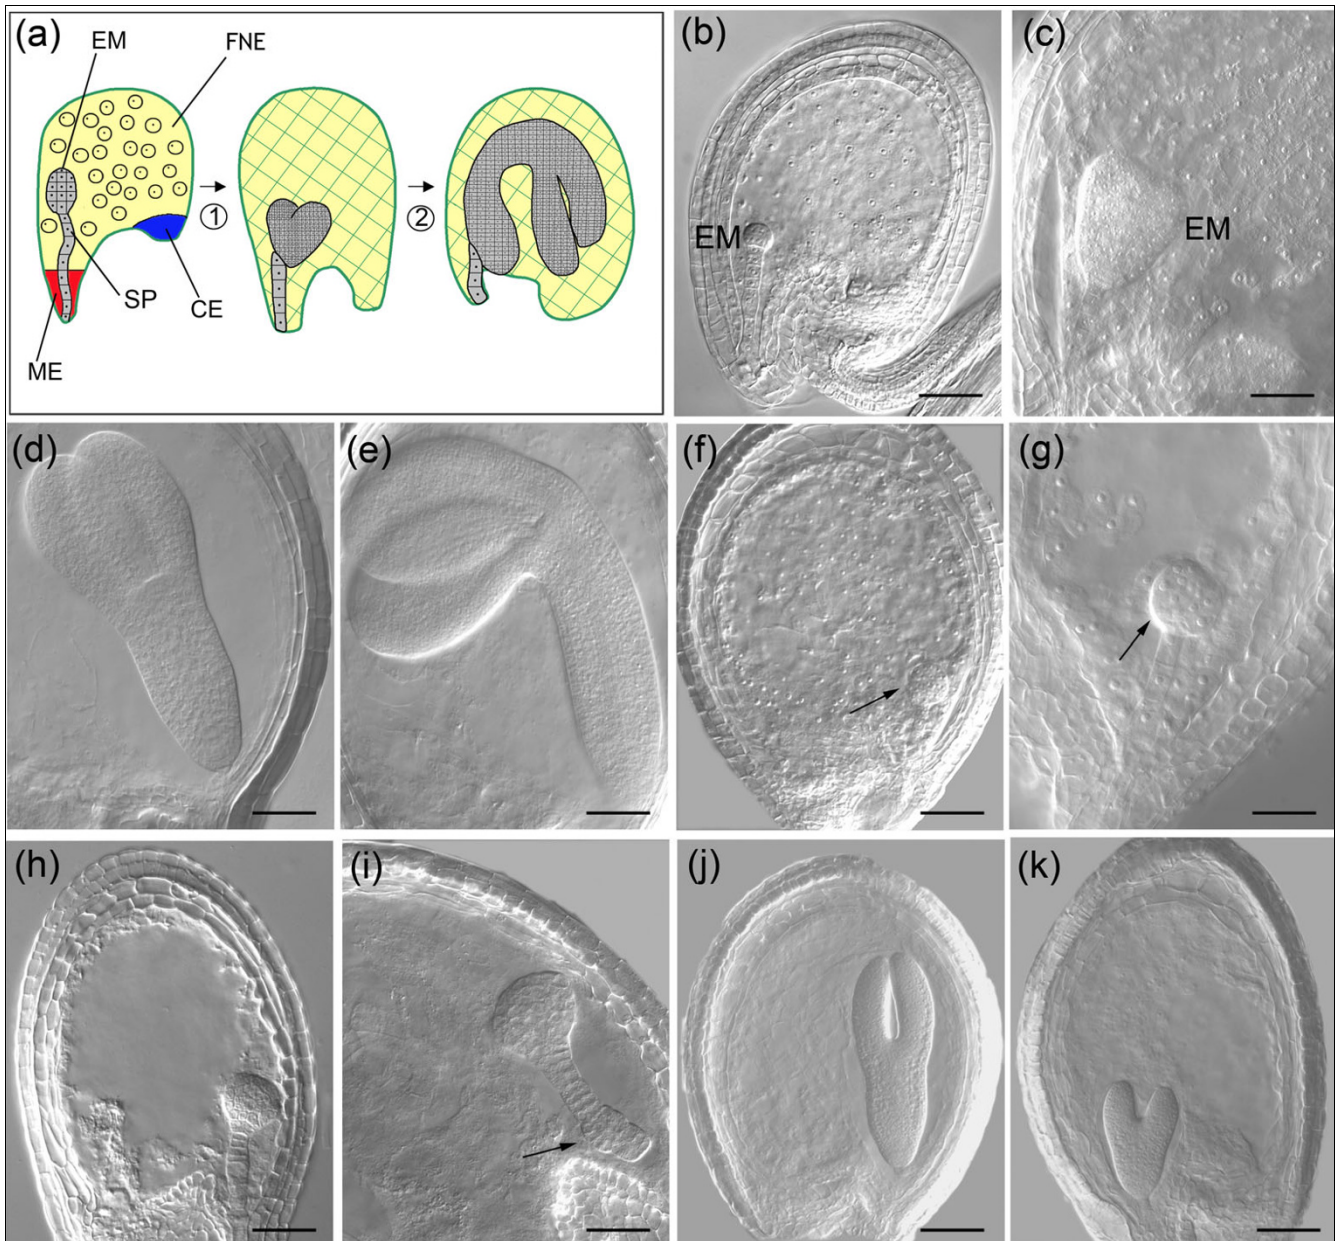 (a)
EM
FNE
①
②
SP
CE
ME
(b)
EM
(c)
EM
(d)
(e)
(f)
(g)
(h)
(i)
(j)
(k)